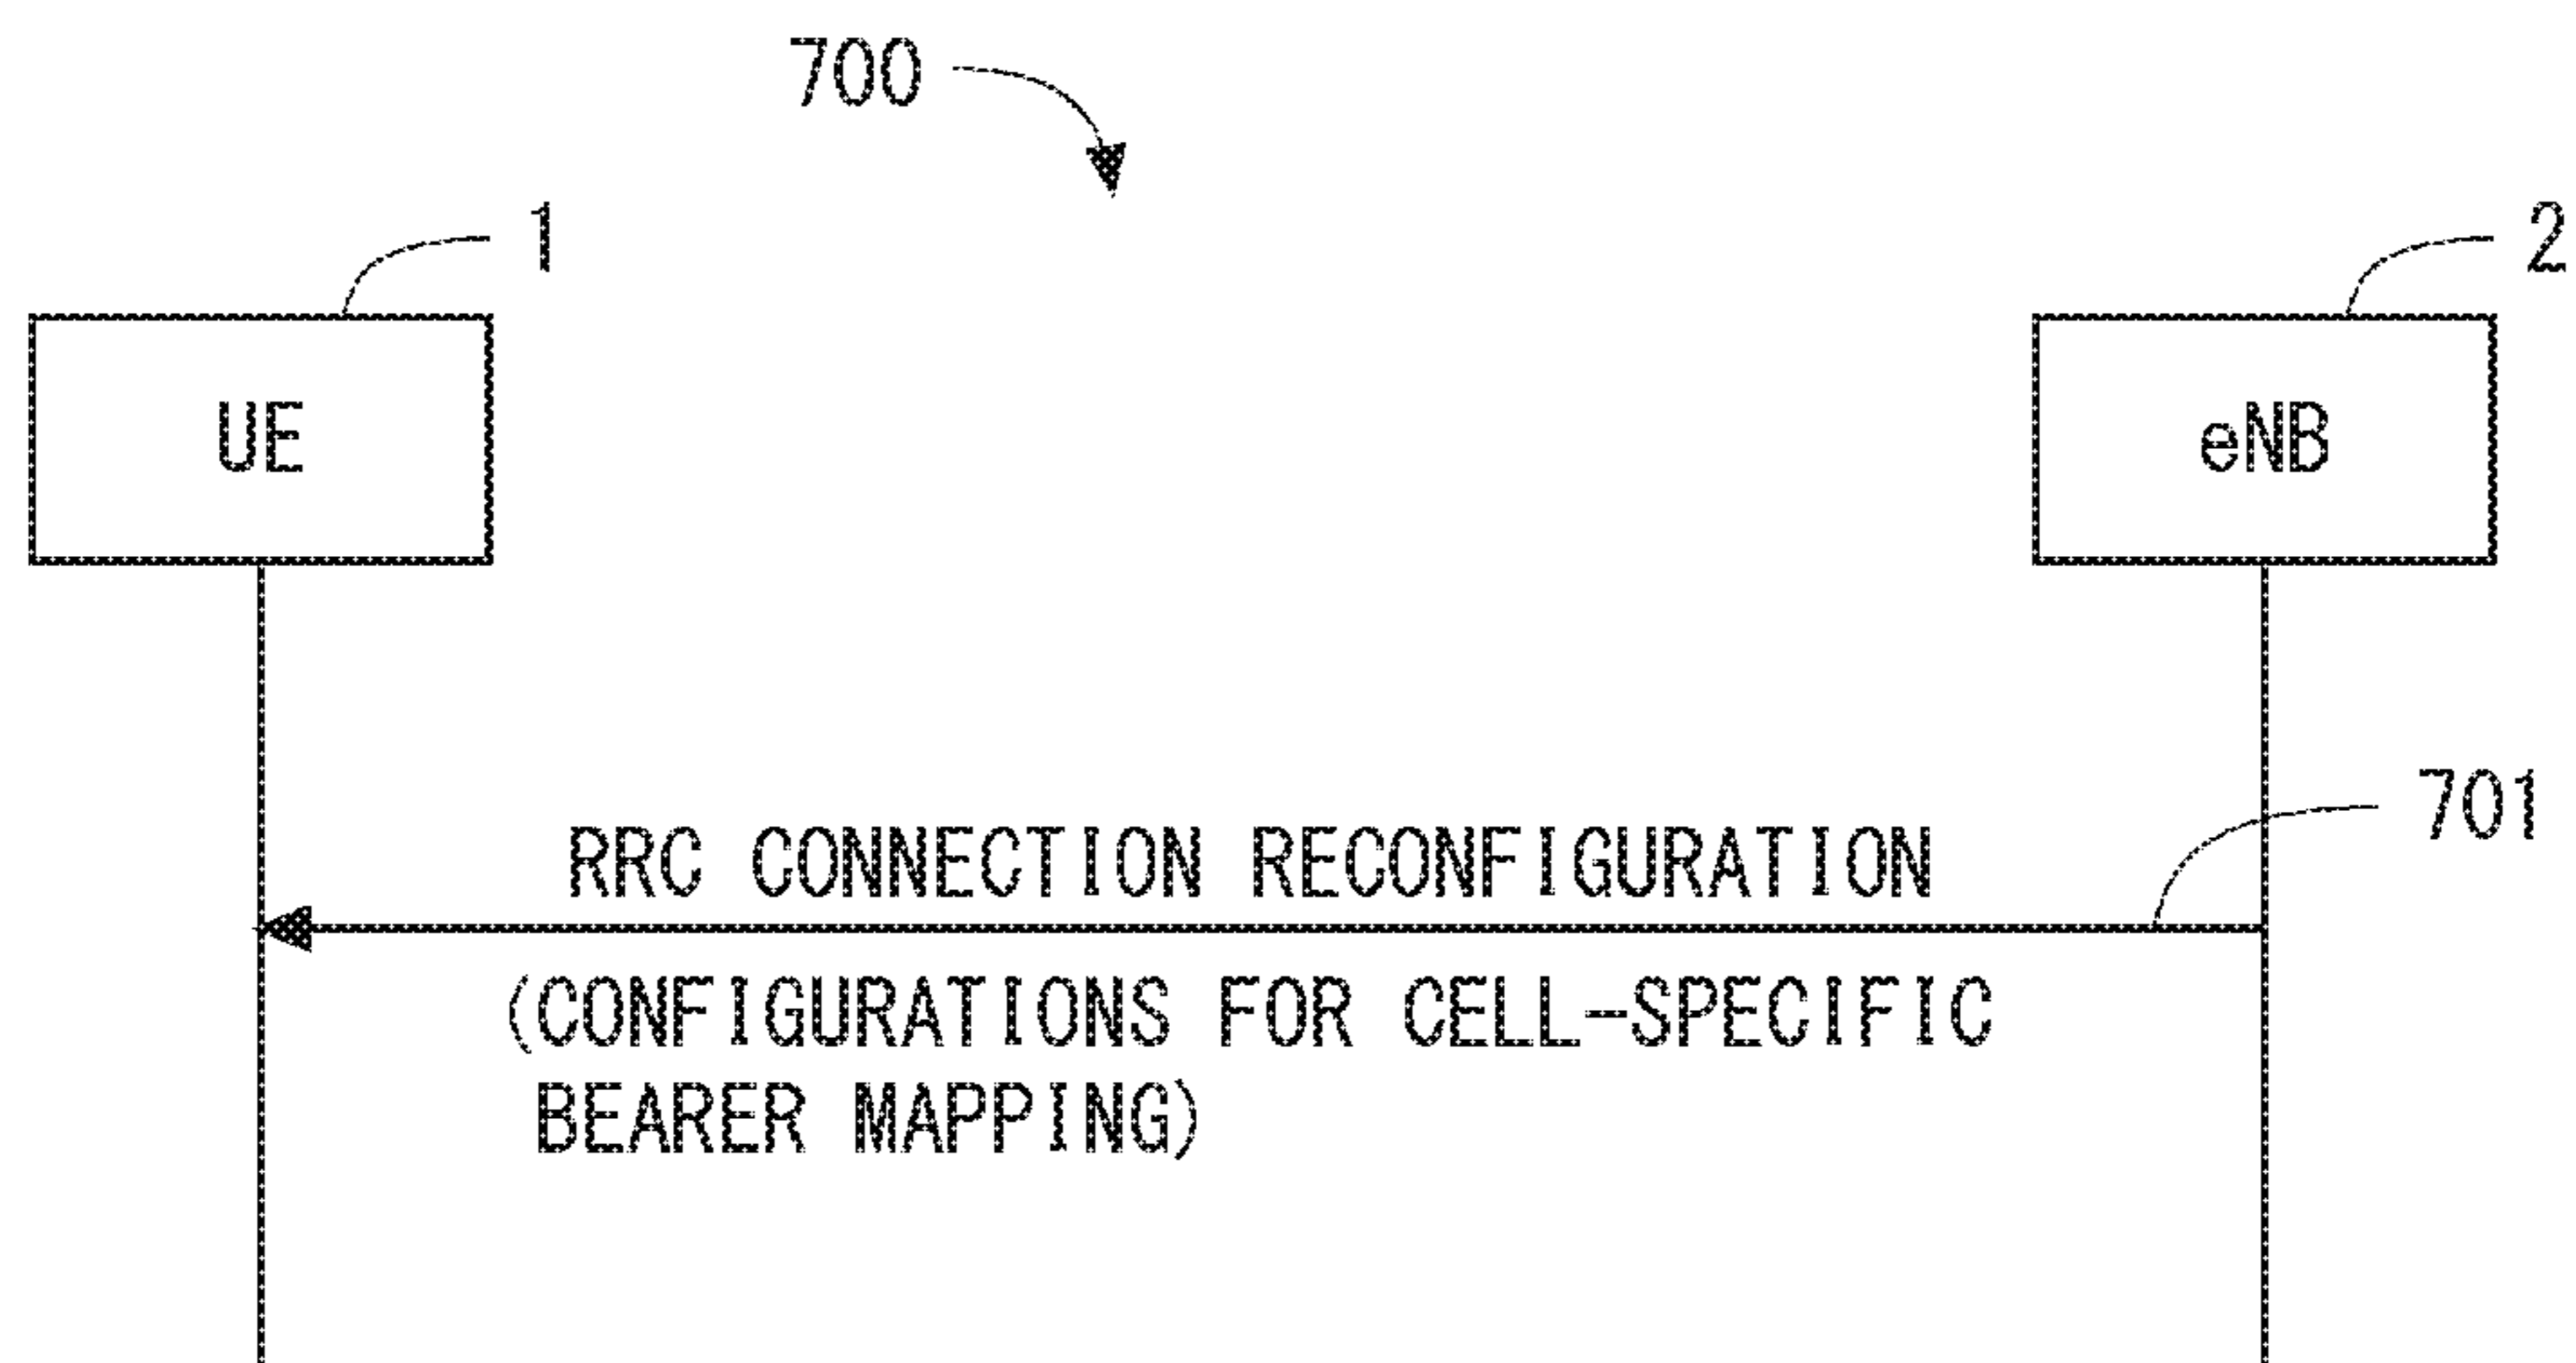 700
1
2
UE
eNB
701
RRC CONNECTION RECONFIGURATION
(CONFIGURATIONS FOR CELL-SPECIFIC
BEARER MAPPING)